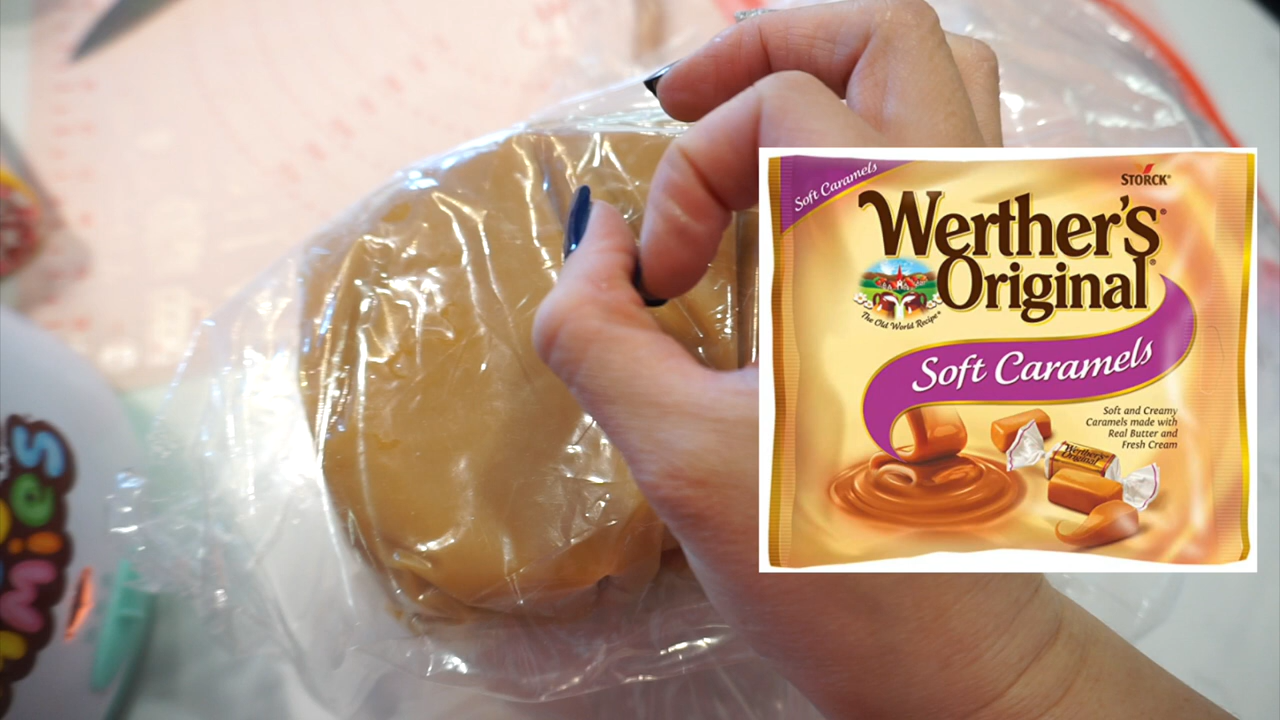 Soft Caramels
STORCK®
Werther's
Original®
The Old World Recipe®
Soft Caramels
Soft and Creamy
Caramels made with
Real Butter and
Fresh Cream
Werther's
Original